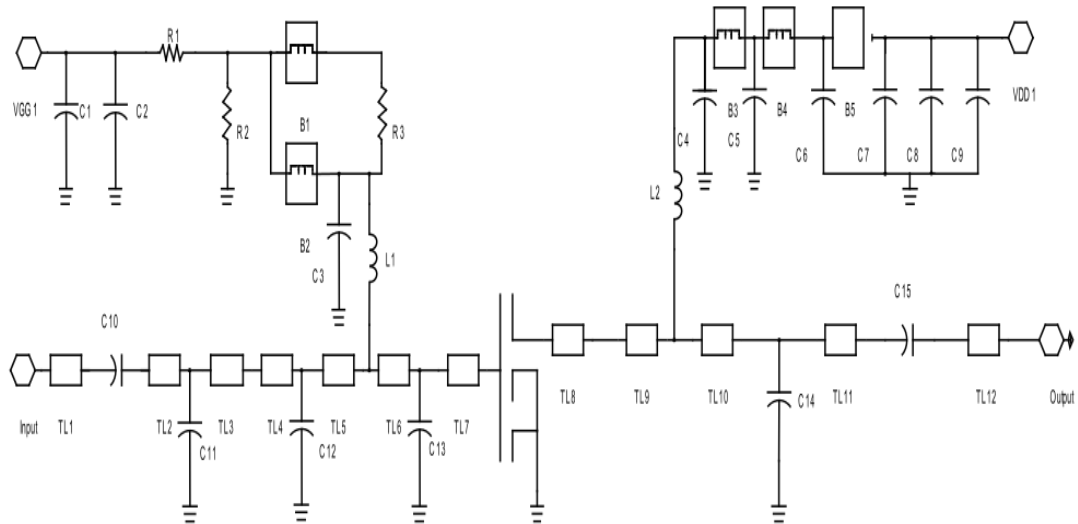 R1
VGG1
C1
C2
R2
B1
R3
B2
C3
L1
C4
B3
C5
B4
C6
B5
C7
C8
C9
VDD1
L2
C10
C15
Input
TL1
TL2
C11
TL3
TL4
C12
TL5
TL6
C13
TL7
TL8
TL9
TL10
C14
TL11
TL12
Output